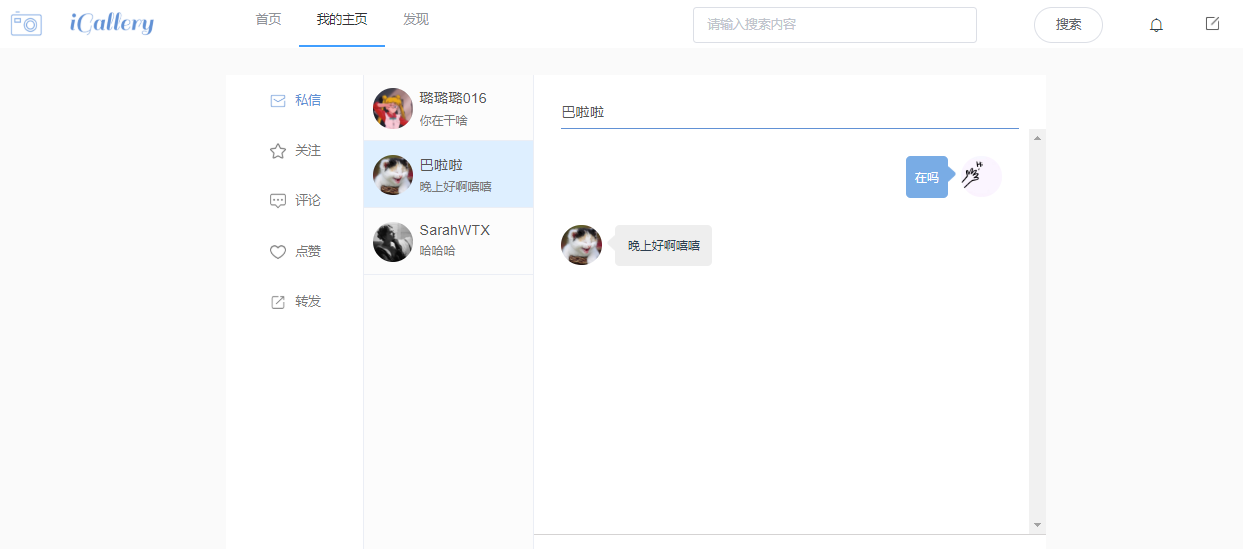 iGallery
首页
我的主页
发现
请输入搜索内容
搜索
私信
关注
评论
点赞
转发
璐璐璐016
你在干啥
巴啦啦
晚上好啊嘻嘻
SarahWTX
哈哈哈
巴啦啦
在吗
Hi
晚上好啊嘻嘻